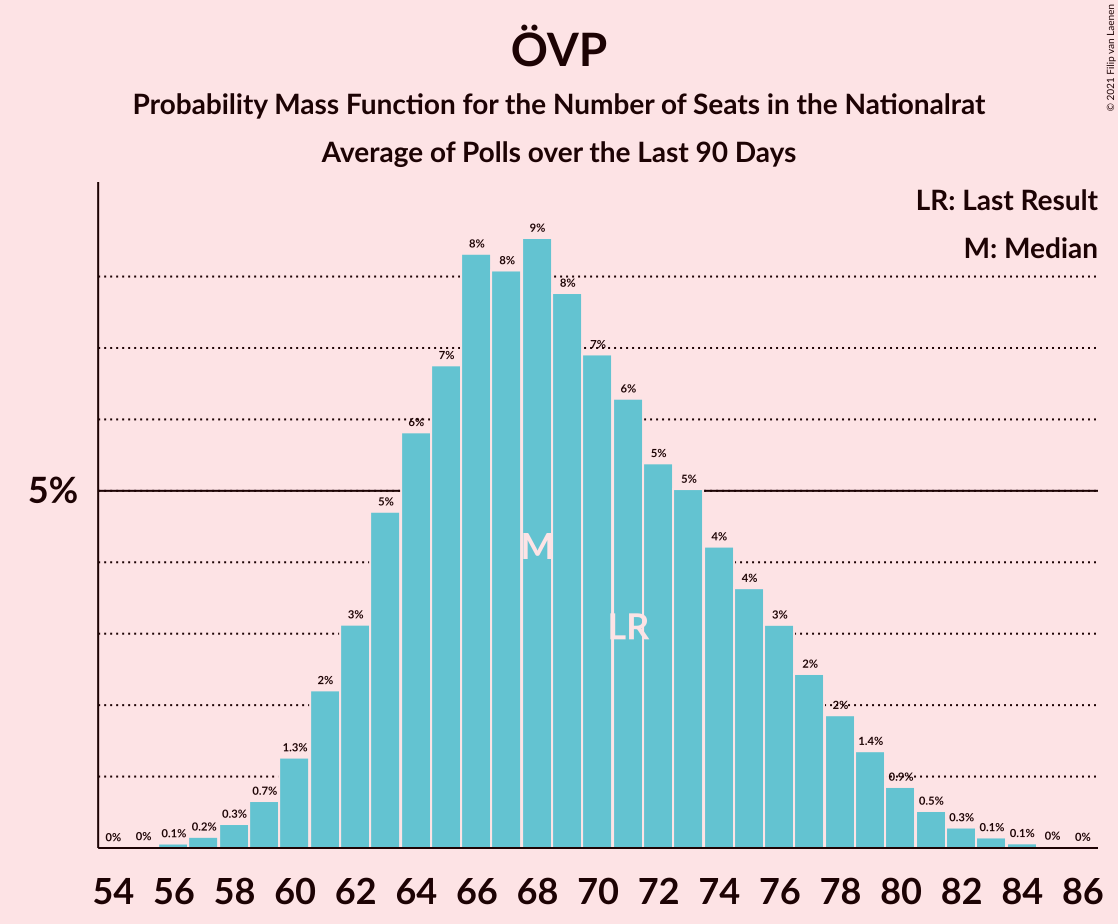 ÖVP
Probability Mass Function for the Number of Seats in the Nationalrat
Average of Polls over the Last 90 Days
© 2021 Filip van Laenen
LR: Last Result
M: Median
5%
0% 0% 0.1% 0.2% 0.3% 0.7% 1.3% 2% 3% 5% 6% 7% 8% 8% 9% 8% 7% 6% 5% 5% 4% 4% 3% 2% 2% 1.4% 0.9% 0.5% 0.3% 0.1% 0.1% 0% 0%
M
LR
54 56 58 60 62 64 66 68 70 72 74 76 78 80 82 84 86